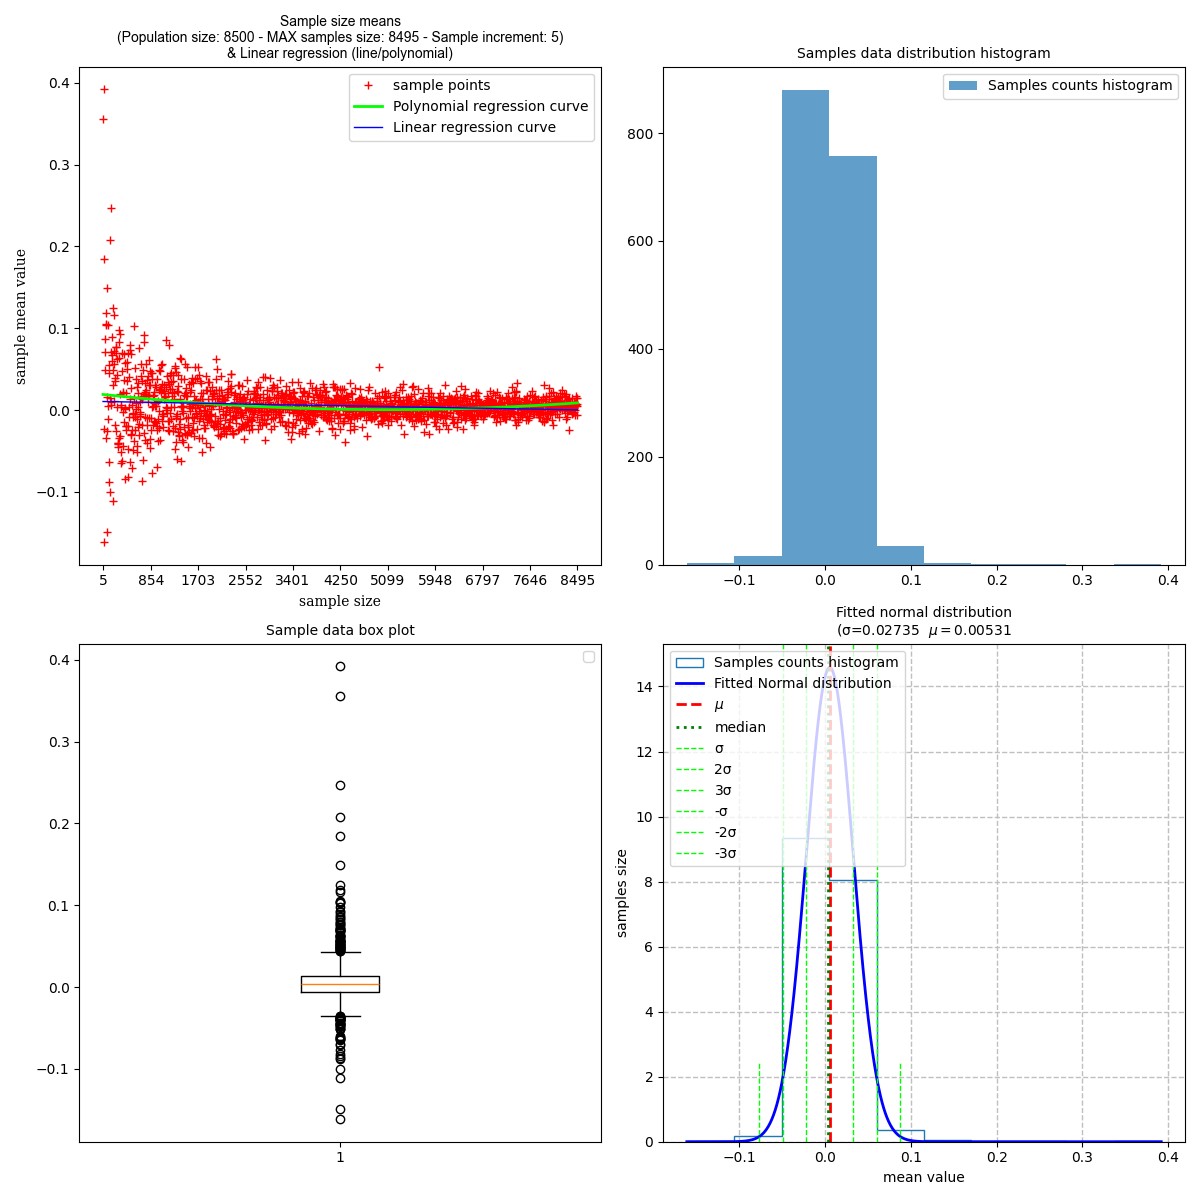 Sample size means
(Population size: 8500 - MAX samples size: 8495 - Sample increment: 5)
& Linear regression (line/polynomial)
sample points
Polynomial regression curve
Linear regression curve
0.4
0.3
0.2
0.1
0.0
−0.1
sample mean value
5 854 1703 2552 3401 4250 5099 5948 6797 7646 8495
sample size
Samples data distribution histogram
Samples counts histogram
800
600
400
200
0
−0.1 0.0 0.1 0.2 0.3 0.4
Sample data box plot
0.4
0.3
0.2
0.1
0.0
−0.1
1
Fitted normal distribution
(σ=0.02735 μ = 0.00531
Samples counts histogram
Fitted Normal distribution
μ
median
σ
2σ
3σ
-σ
-2σ
-3σ
14
12
10
8
6
4
2
0
samples size
−0.1 0.0 0.1 0.2 0.3 0.4
mean value